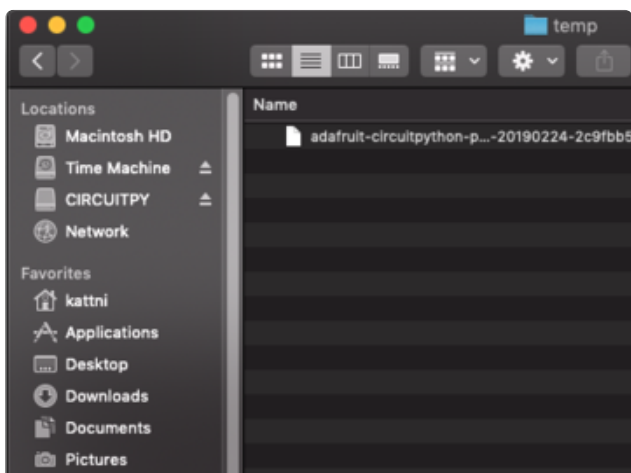 temp
Locations
Name
Macintosh HD
adafruit-circuitpython-p...-20190224-2c9fbb5
Time Machine
CIRCUITPY
Network
Favorites
kattni
Applications
Desktop
Downloads
Documents
Pictures